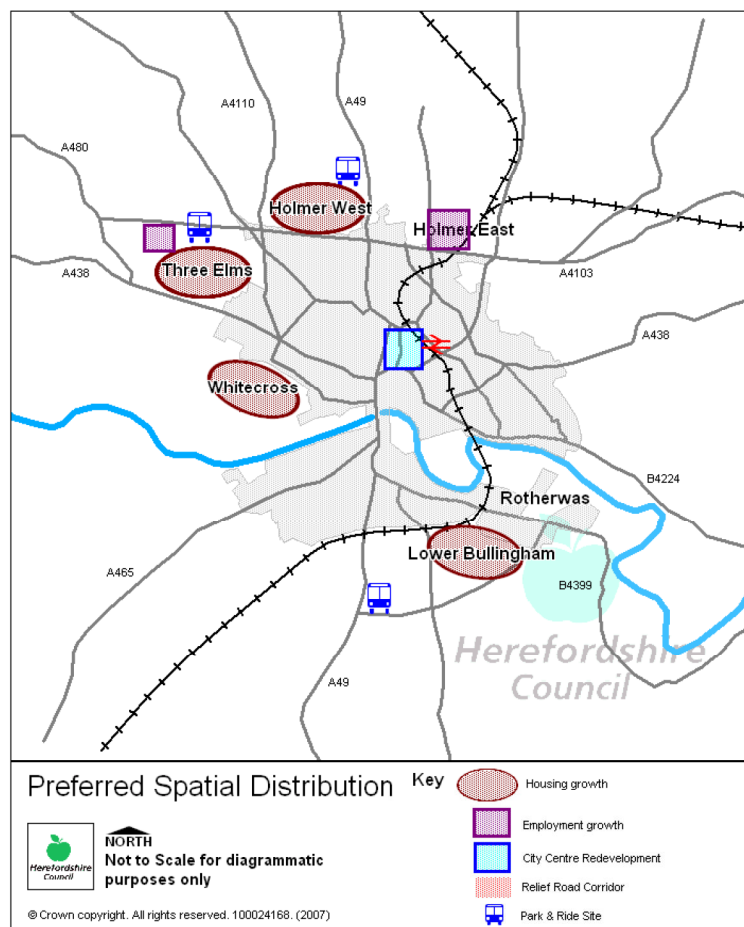 A4110
A49
A480
Holmer West
Holmer East
Three Elms
A438
A4103
A438
Whitecross
B4224
Rotherwas
Lower Bullingham
A465
B4399
Herefordshire
Council
A49
Preferred Spatial Distribution
Key
Housing growth
Employment growth
City Centre Redevelopment
Relief Road Corridor
Park & Ride Site
Herefordshire
Council
NORTH
Not to Scale for diagrammatic
purposes only
© Crown copyright. All rights reserved. 100024168. (2007)